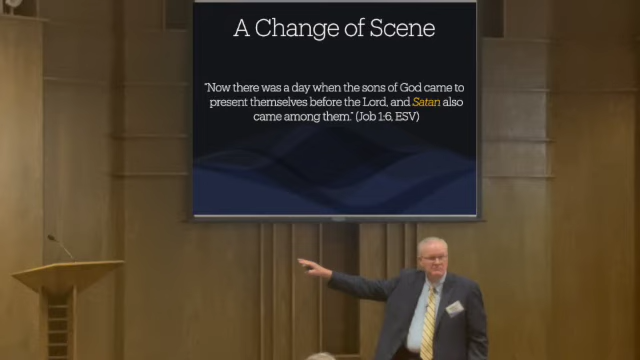 A Change of Scene
"Now there was a day when the sons of God came to
present themselves before the Lord, and Satan also
came among them." (Job 1:6, ESV)